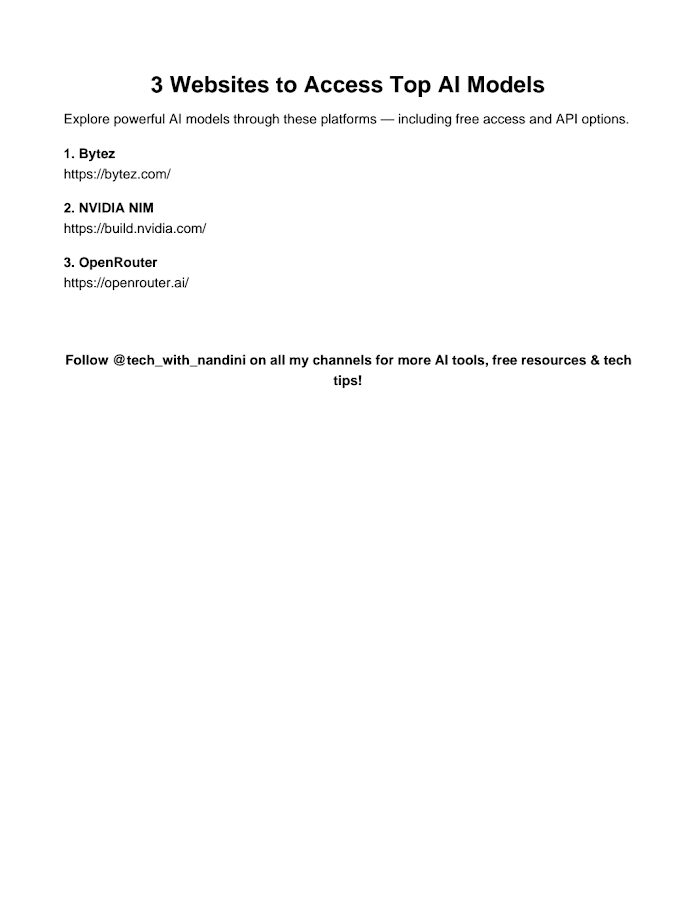 3 Websites to Access Top AI Models
Explore powerful AI models through these platforms — including free access and API options.
1. Bytez
https://bytez.com/
2. NVIDIA NIM
https://build.nvidia.com/
3. OpenRouter
https://openrouter.ai/
Follow @tech_with_nandini on all my channels for more AI tools, free resources & tech
tips!